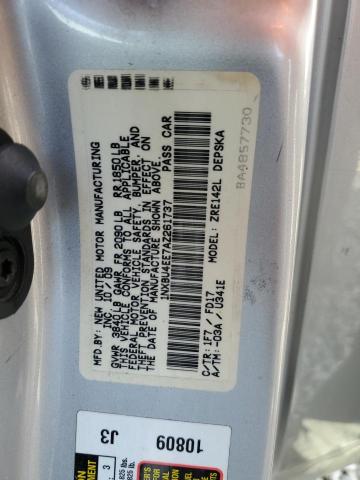 MFD BY: NEW UNITED MOTOR MANUFACTURING
INC. 10 / 09
GVWR 3840 LB GAWR FR 2090 LB RR 1850 LB
THIS VEHICLE CONFORMS TO ALL APPLICABLE
FEDERAL MOTOR VEHICLE SAFETY, BUMPER, AND
THEFT PREVENTION STANDARDS IN EFFECT ON
THE DATE OF MANUFACTURE SHOWN ABOVE.
1NXBU4EE7AZ261737 PASS CAR
C/TR: 1F7 / FD17 MODEL: ZRE142L DEPSKA
A/TM: -03A / U341E
BA4857730
J3 10809